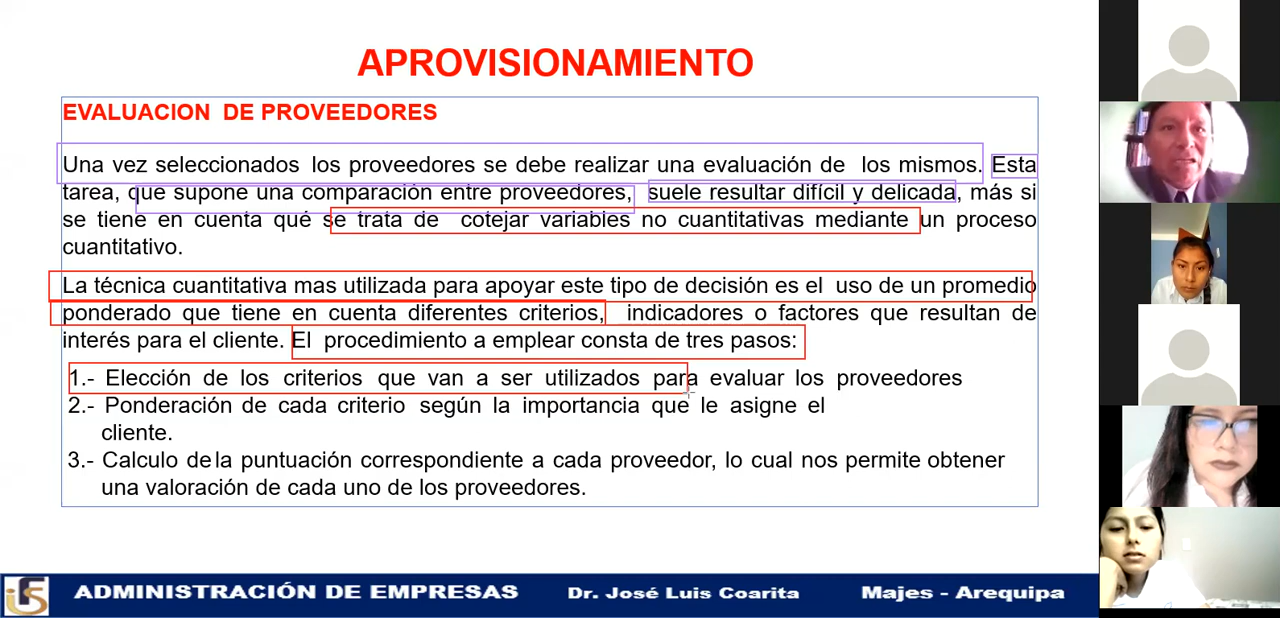 APROVISIONAMIENTO
EVALUACION DE PROVEEDORES
Una vez seleccionados los proveedores se debe realizar una evaluación de los mismos. Esta
tarea, que supone una comparación entre proveedores, suele resultar difícil y delicada, más si
se tiene en cuenta qué se trata de cotejar variables no cuantitativas mediante un proceso
cuantitativo.
La técnica cuantitativa mas utilizada para apoyar este tipo de decisión es el uso de un promedio
ponderado que tiene en cuenta diferentes criterios, indicadores o factores que resultan de
interés para el cliente. El procedimiento a emplear consta de tres pasos:
1.- Elección de los criterios que van a ser utilizados para evaluar los proveedores
2.- Ponderación de cada criterio según la importancia que le asigne el
cliente.
3.- Calculo de la puntuación correspondiente a cada proveedor, lo cual nos permite obtener
una valoración de cada uno de los proveedores.
ADMINISTRACIÓN DE EMPRESAS Dr. José Luis Coarita Majes - Arequipa